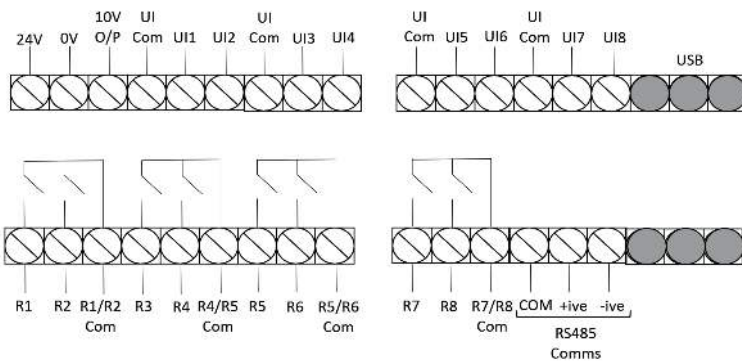 10V
UI
UI
UI
UI
24V 0V O/P Com UI1 UI2 Com UI3 UI4
Com UI5 UI6 Com UI7 UI8
USB
R1 R2 R1/R2 R3 R4 R4/R5 R5 R6 R5/R6
Com
Com
Com
R7 R8 R7/R8 COM +ive -ive
Com
RS485
Comms